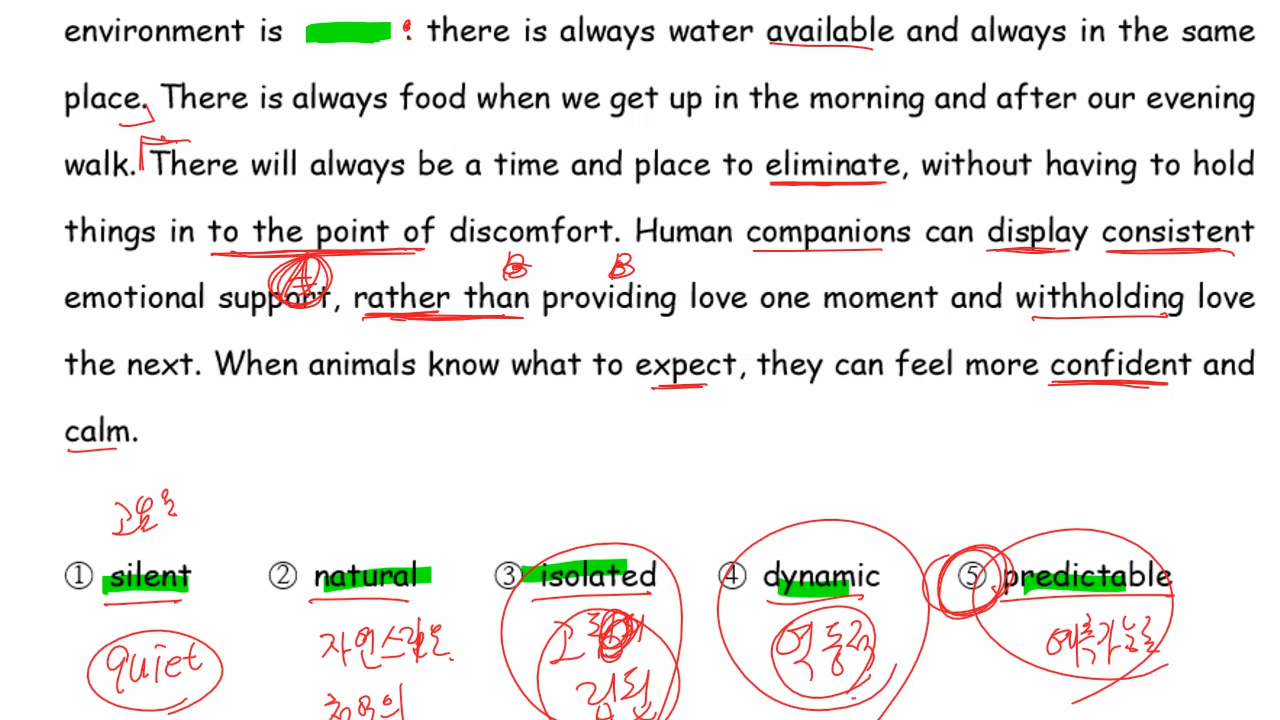 environment is : there is always water available and always in the same
place. There is always food when we get up in the morning and after our evening
walk. There will always be a time and place to eliminate, without having to hold
things in to the point of discomfort. Human companions can display consistent
B B
emotional support, rather than providing love one moment and withholding love
the next. When animals know what to expect, they can feel more confident and
calm.
① silent ② natural ③ isolated ④ dynamic ⑤ predictable
quiet 자연스러운 역동적 예측가능한